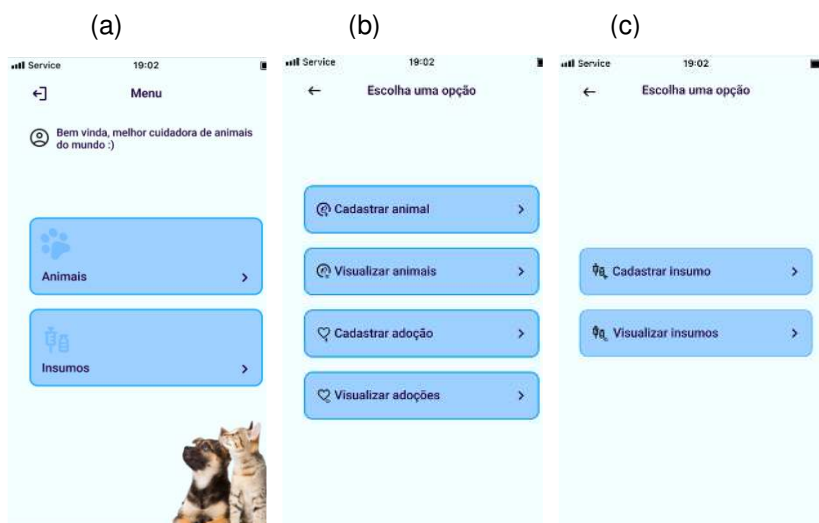 (a)
(b)
(c)
Service 19:02
Menu
Bem vinda, melhor cuidadora de animais
do mundo :)
Animais
Insumos
Service 19:02
Escolha uma opção
Cadastrar animal
Visualizar animais
Cadastrar adoção
Visualizar adoções
Service 19:02
Escolha uma opção
Cadastrar insumo
Visualizar insumos